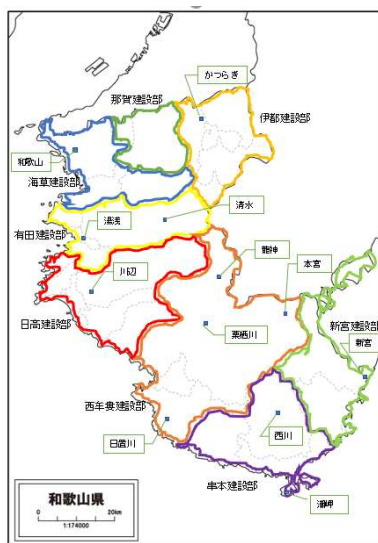 かつらぎ
那賀建設部
伊都建設部
和歌山
海草建設部
清水
湯浅
有田建設部
龍神
本宮
川辺
新宮建設部
日高建設部
栗栖川
新宮
西牟婁建設部
日置川
西川
串本建設部
潮岬
和歌山県
0 20km
1:174000